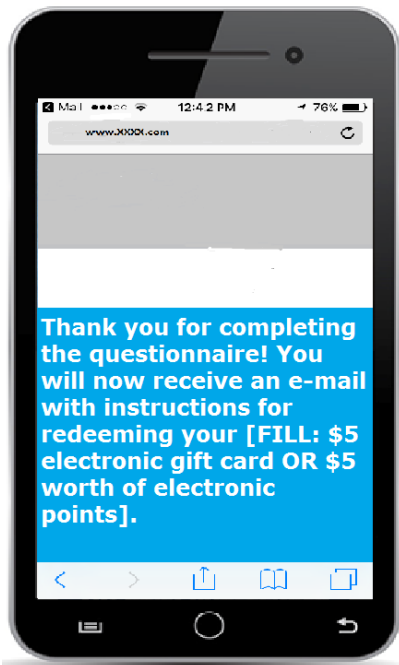 Mail 12:42 PM 76%
www.XXXX.com
Thank you for completing
the questionnaire! You
will now receive an e-mail
with instructions for
redeeming your [FILL: $5
electronic gift card OR $5
worth of electronic
points].